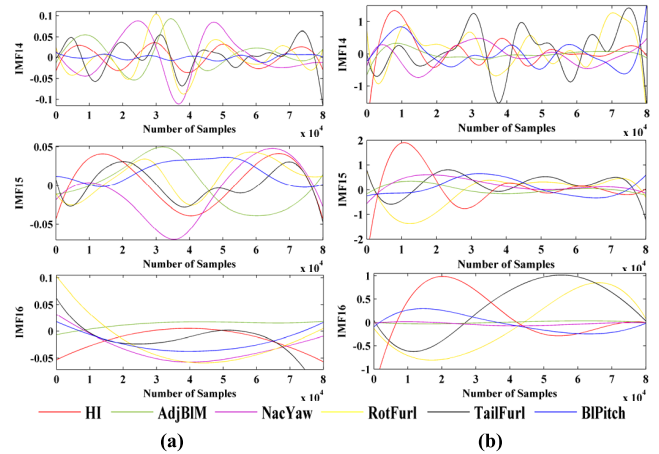 IMF14
0.1
0.05
0
-0.05
0.1
0 1 2 3 4 5 6 7 8
Number of Samples
x 10^4
IMF15
0.05
0
-0.05
0 1 2 3 4 5 6 7 8
Number of Samples
x 10^4
IMF16
0.1
0.05
0
-0.05
0 1 2 3 4 5 6 7 8
Number of Samples
x 10^4
IMF14
1
0
-1
0 1 2 3 4 5 6 7 8
Number of Samples
x 10^4
IMF15
2
1
0
-1
-2
0 1 2 3 4 5 6 7 8
Number of Samples
x 10^4
IMF16
1
0.5
0
-0.5
-1
0 1 2 3 4 5 6 7 8
Number of Samples
x 10^4
HI AdjBlM NacYaw RotFurl TailFurl BlPitch
(a) (b)